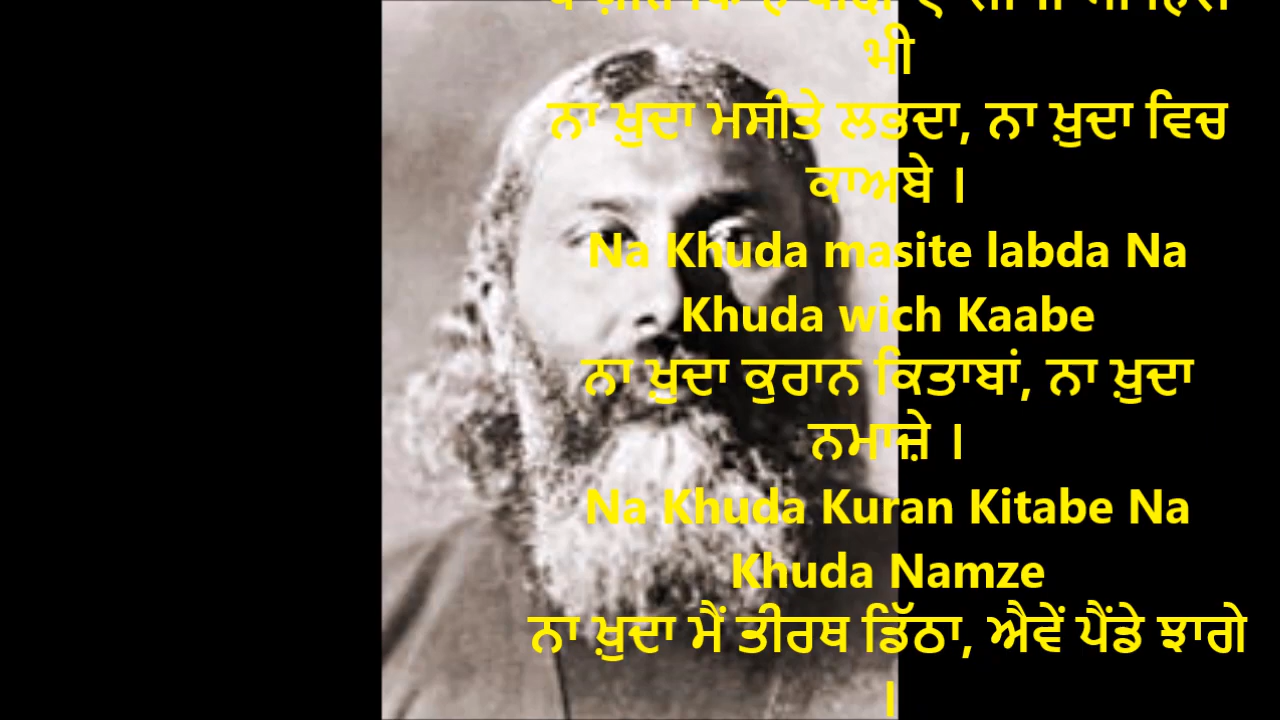 ਭੀ
ਨਾ ਖ਼ੁਦਾ ਮਸੀਤੇ ਲਭਦਾ, ਨਾ ਖ਼ੁਦਾ ਵਿਚ
ਕਾਅਬੇ ।
Na Khuda masite labda Na
Khuda wich Kaabe
ਨਾ ਖ਼ੁਦਾ ਕੁਰਾਨ ਕਿਤਾਬਾਂ, ਨਾ ਖ਼ੁਦਾ
ਨਮਾਜ਼ੇ ।
Na Khuda Kuran Kitabe Na
Khuda Namze
ਨਾ ਖ਼ੁਦਾ ਮੈਂ ਤੀਰਥ ਡਿੱਠਾ, ਐਵੇਂ ਪੈਂਡੇ ਝਾਗੇ
।